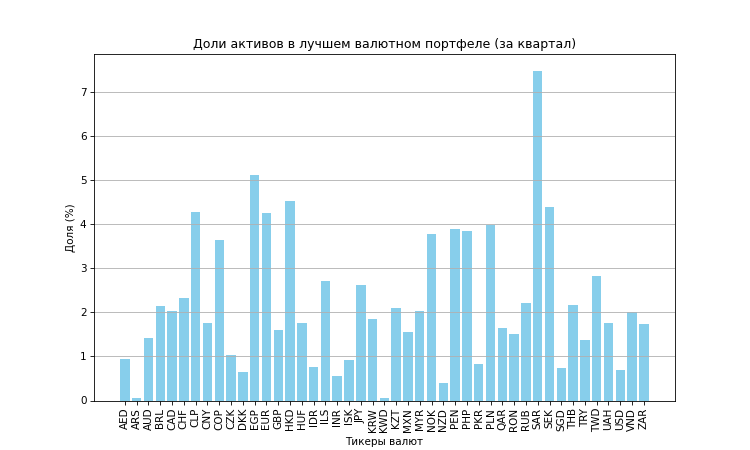 Доли активов в лучшем валютном портфеле (за квартал)
Доля (%)
7
6
5
4
3
2
1
0
AED ARS AUD BRL CAD CHF CLP CNY COP CZK DKK EGP EUR GBP HKD HUF IDR ILS INR ISK JPY KRW KWD KZT MXN MYR NOK NZD PEN PHP PKR PLN QAR RON RUB SAR SEK SGD THB TRY TWD UAH USD VND ZAR
Тикеры валют